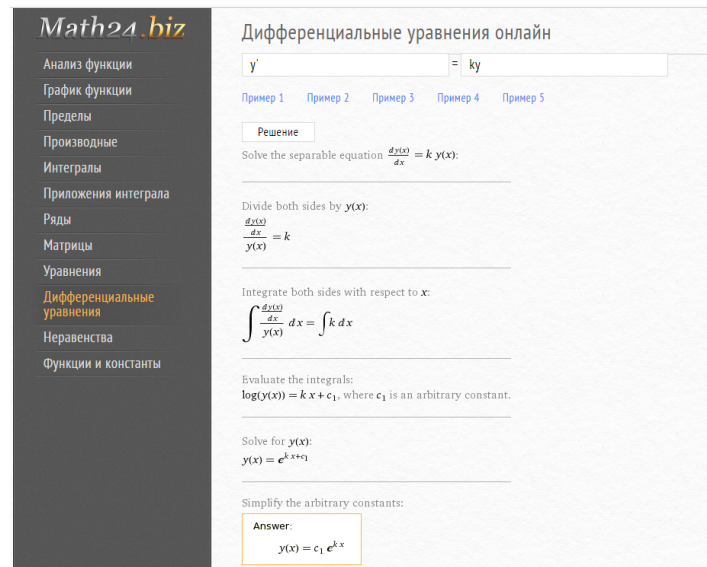 Math24.biz
Анализ функции
График функции
Пределы
Производные
Интегралы
Приложения интеграла
Ряды
Матрицы
Уравнения
Дифференциальные
уравнения
Неравенства
Функции и константы
Дифференциальные уравнения онлайн
y' = ky
Пример 1 Пример 2 Пример 3 Пример 4 Пример 5
Решение
Solve the separable equation dy(x)/dx = k y(x):
Divide both sides by y(x):
(dy(x)/dx)/y(x) = k
Integrate both sides with respect to x:
∫ (dy(x)/dx)/y(x) dx = ∫ k dx
Evaluate the integrals:
log(y(x)) = k x + c₁, where c₁ is an arbitrary constant.
Solve for y(x):
y(x) = e^(k x+c₁)
Simplify the arbitrary constants:
Answer:
y(x) = c₁ e^(k x)